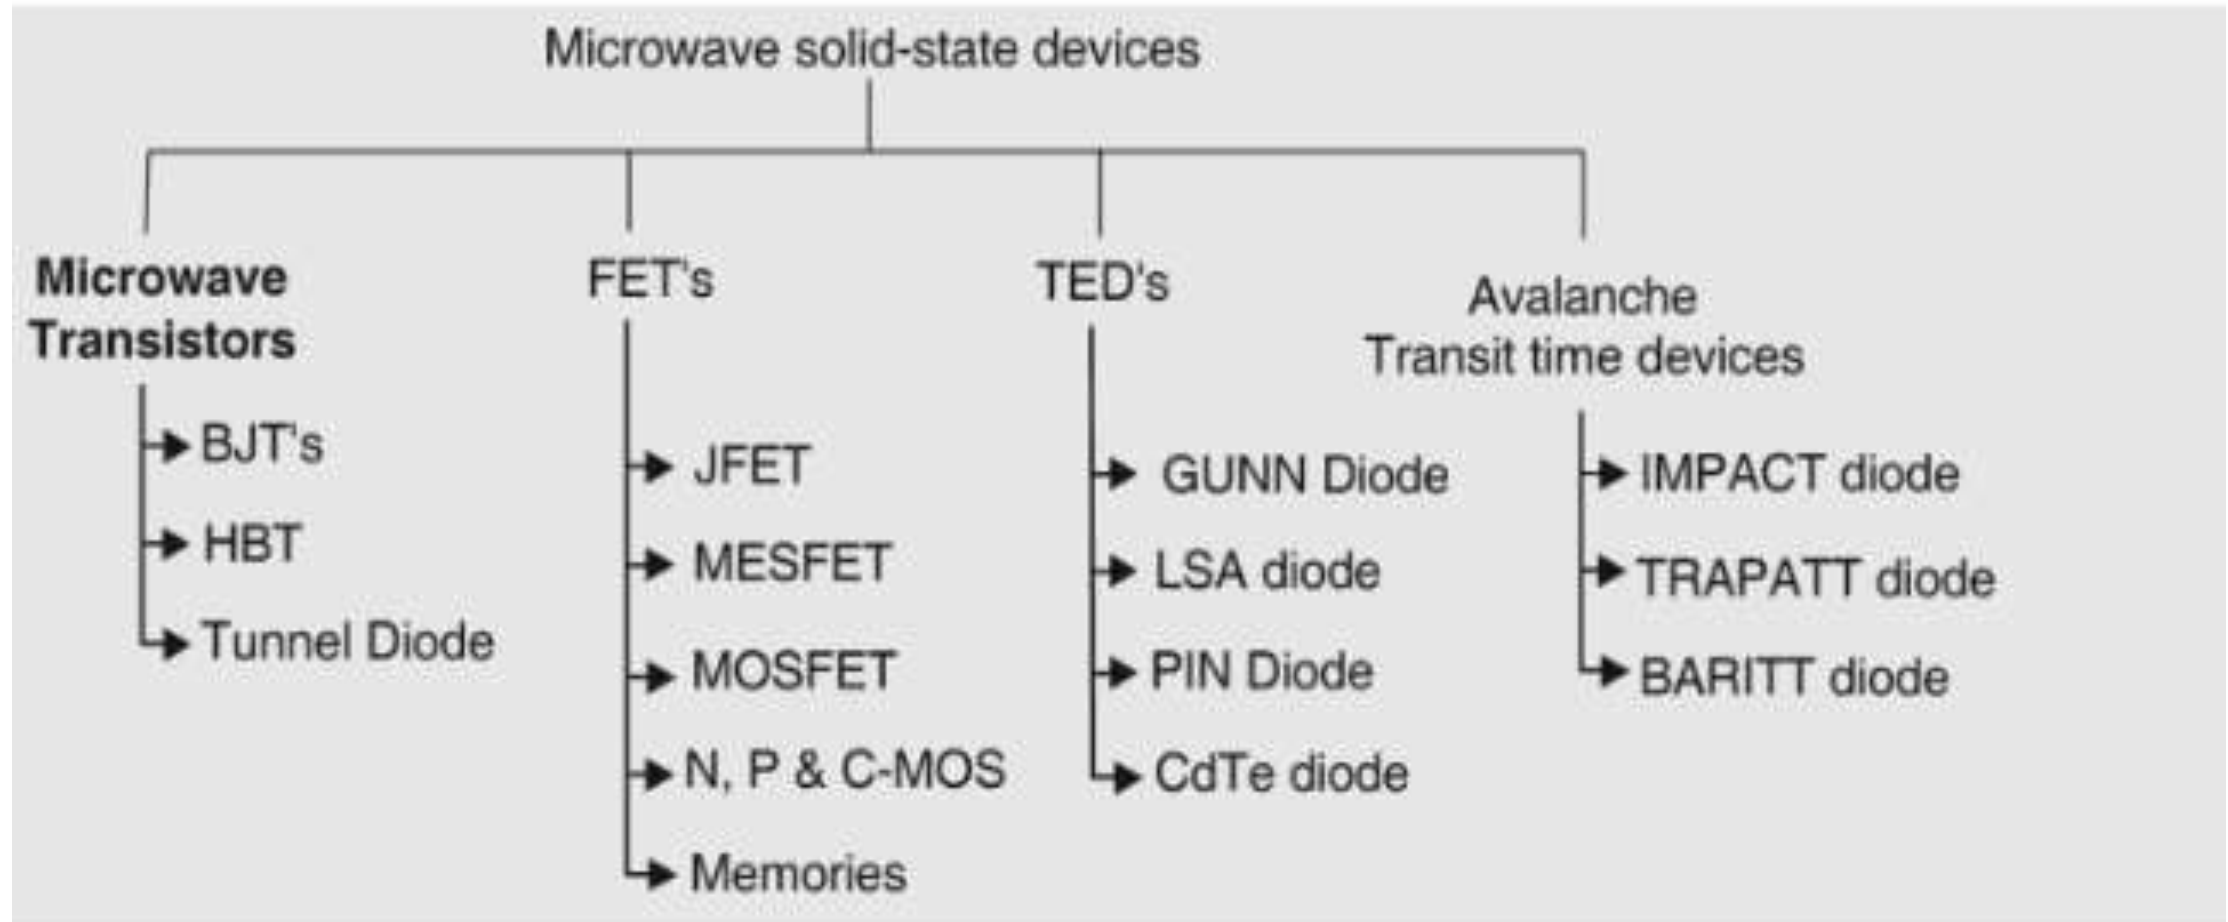 Microwave solid-state devices
Microwave
Transistors
BJT's
HBT
Tunnel Diode
FET's
JFET
MESFET
MOSFET
N, P & C-MOS
Memories
TED's
GUNN Diode
LSA diode
PIN Diode
CdTe diode
Avalanche
Transit time devices
IMPACT diode
TRAPATT diode
BARITT diode